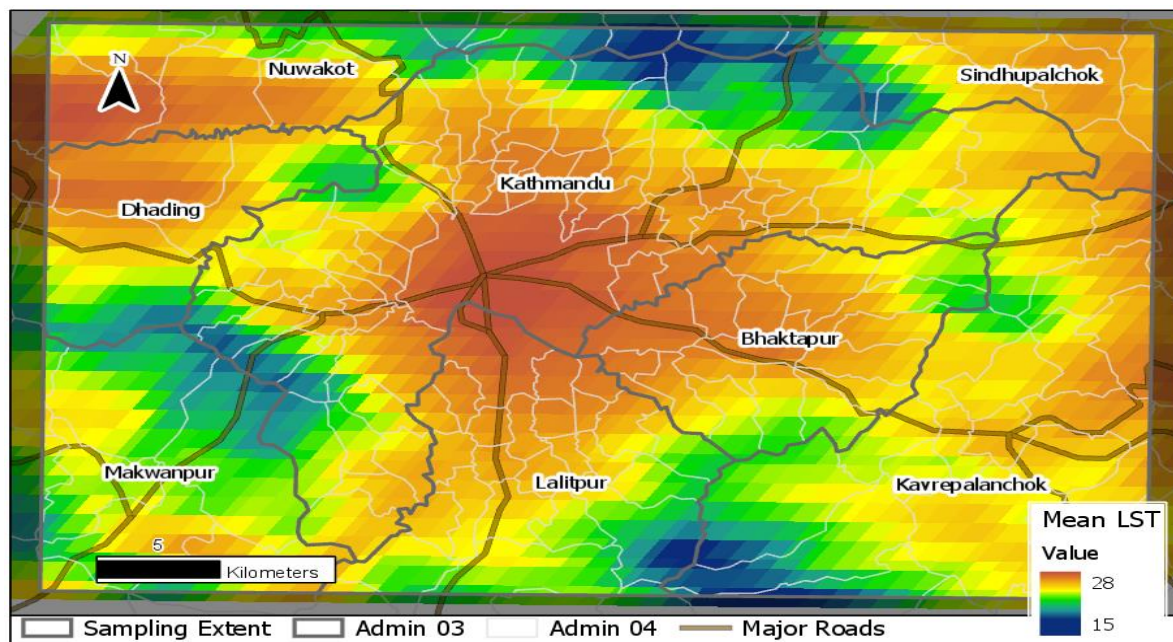 N
Nuwakot
Sindhupalchok
Kathmandu
Dhading
Bhaktapur
Makwanpur
Lalitpur
Kavrepalanchok
5
Kilometers
Mean LST
Value
28
15
Sampling Extent Admin 03 Admin 04 Major Roads